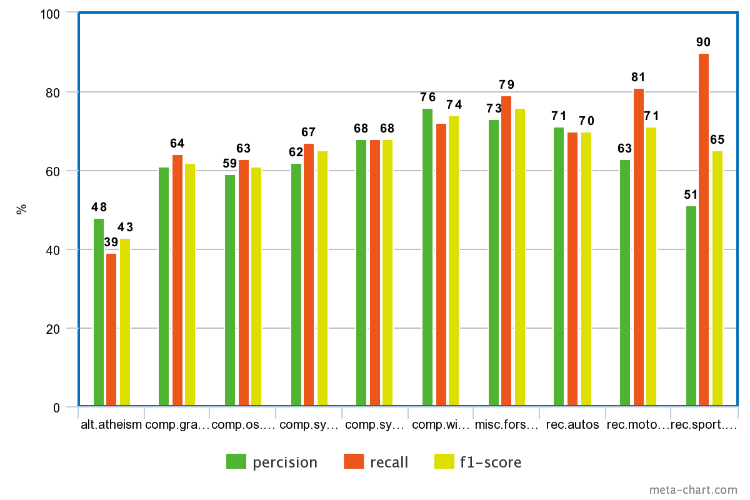 100
80
60
40
20
0
%
48 39 43
64
59 63
62 67
68 68
76 74
73 79
71 70
63 81 71
51 90 65
alt.atheism comp.gra... comp.os.... comp.sy... comp.sy... comp.wi... misc.fors... rec.autos rec.moto... rec.sport....
percision recall f1-score
meta-chart.com